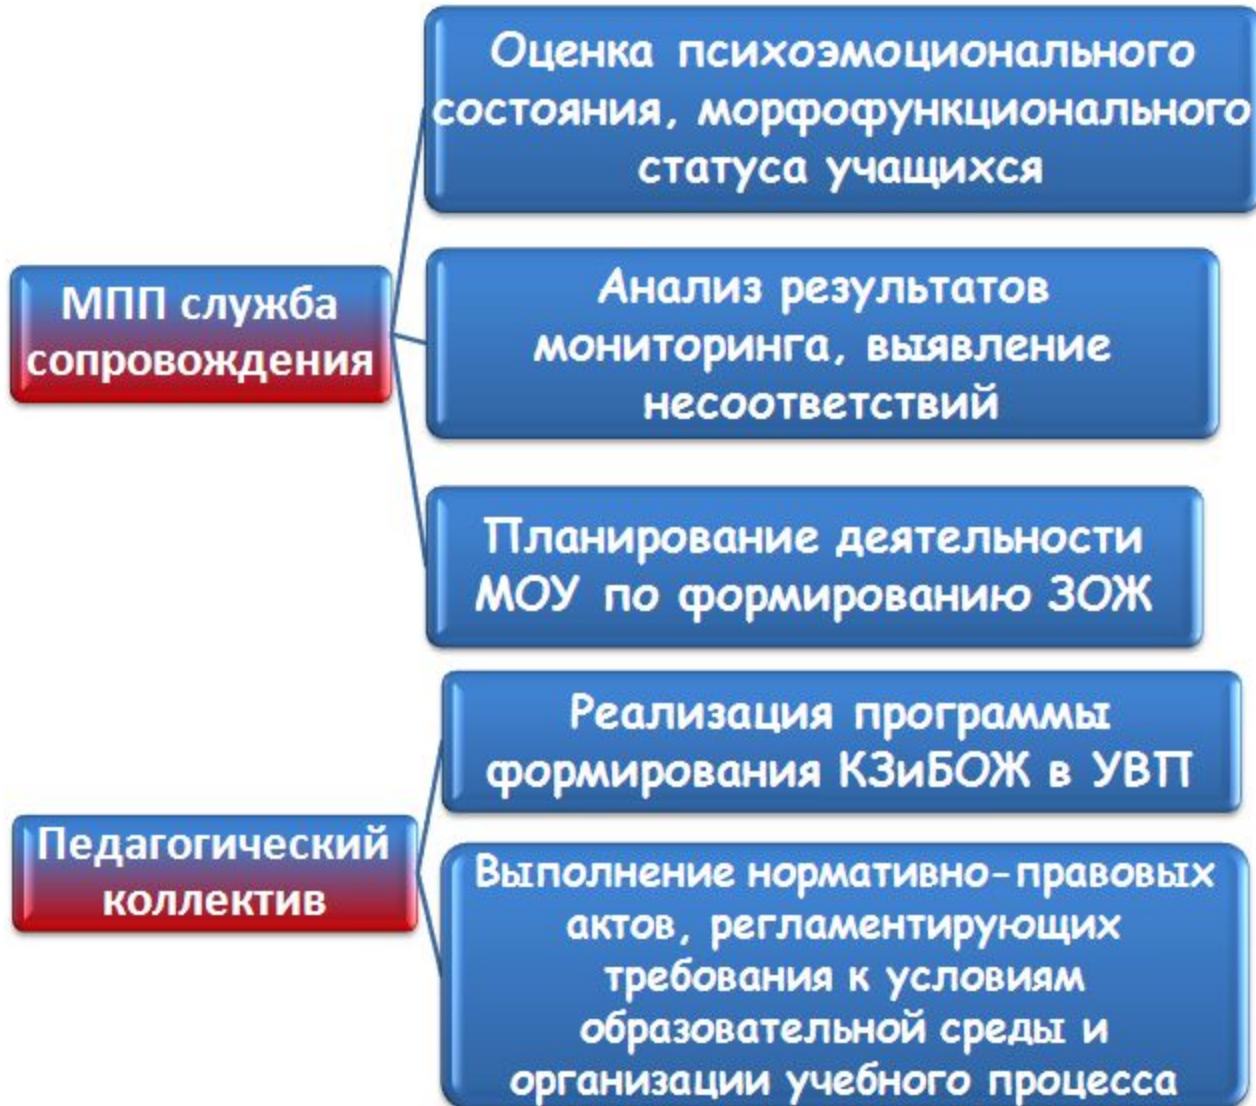 Оценка психоэмоционального
состояния, морфофункционального
статуса учащихся
МПП служба
сопровождения
Анализ результатов
мониторинга, выявление
несоответствий
Планирование деятельности
МОУ по формированию ЗОЖ
Реализация программы
формирования КЗиБОЖ в УВП
Педагогический
коллектив
Выполнение нормативно-правовых
актов, регламентирующих
требования к условиям
образовательной среды и
организации учебного процесса